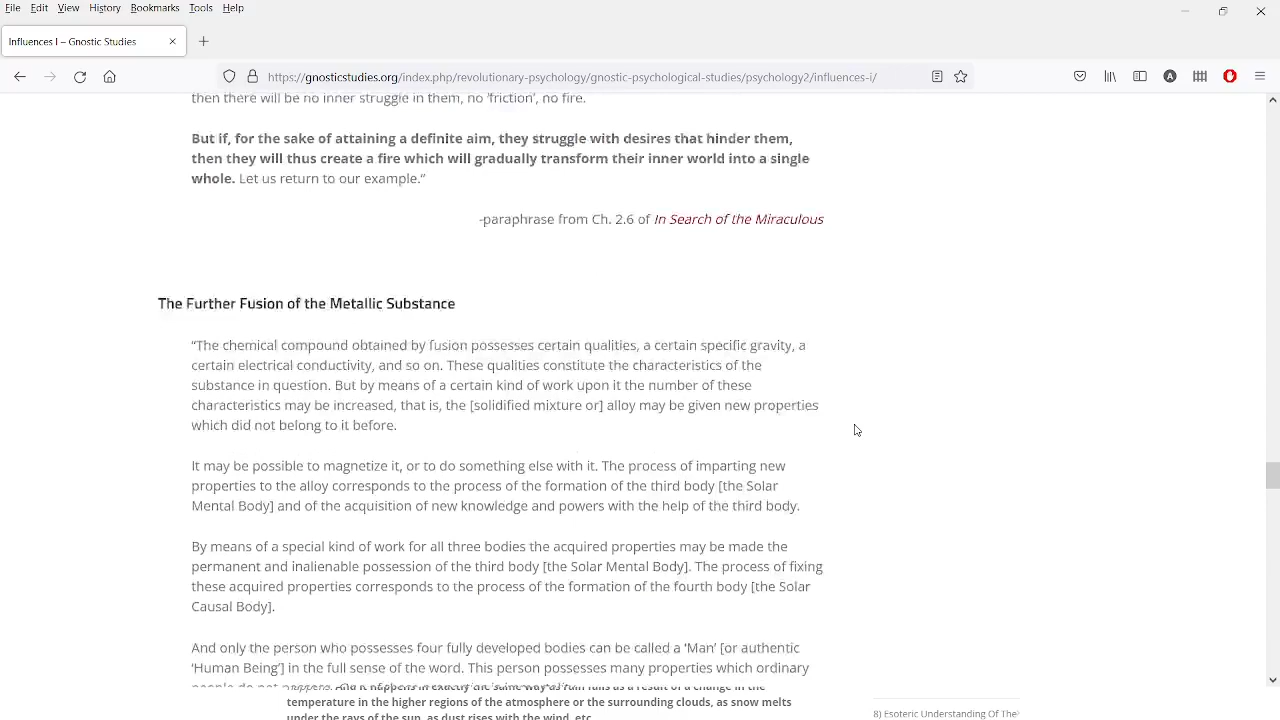 File Edit View History Bookmarks Tools Help
Influences I – Gnostic Studies
https://gnosticstudies.org/index.php/revolutionary-psychology/gnostic-psychological-studies/psychology2/influences-i/
then there will be no inner struggle in them, no ‘friction’, no fire.
But if, for the sake of attaining a definite aim, they struggle with desires that hinder them,
then they will thus create a fire which will gradually transform their inner world into a single
whole. Let us return to our example.“
-paraphrase from Ch. 2.6 of In Search of the Miraculous
The Further Fusion of the Metallic Substance
“The chemical compound obtained by fusion possesses certain qualities, a certain specific gravity, a
certain electrical conductivity, and so on. These qualities constitute the characteristics of the
substance in question. But by means of a certain kind of work upon it the number of these
characteristics may be increased, that is, the [solidified mixture or] alloy may be given new properties
which did not belong to it before.
It may be possible to magnetize it, or to do something else with it. The process of imparting new
properties to the alloy corresponds to the process of the formation of the third body [the Solar
Mental Body] and of the acquisition of new knowledge and powers with the help of the third body.
By means of a special kind of work for all three bodies the acquired properties may be made the
permanent and inalienable possession of the third body [the Solar Mental Body]. The process of fixing
these acquired properties corresponds to the process of the formation of the fourth body [the Solar
Causal Body].
And only the person who possesses four fully developed bodies can be called a ‘Man’ [or authentic
‘Human Being’] in the full sense of the word. This person possesses many properties which ordinary
temperature in the higher regions of the atmosphere or the surrounding clouds, as snow melts
under the rays of the sun, as dust rises with the wind, etc.
8) Esoteric Understanding Of The